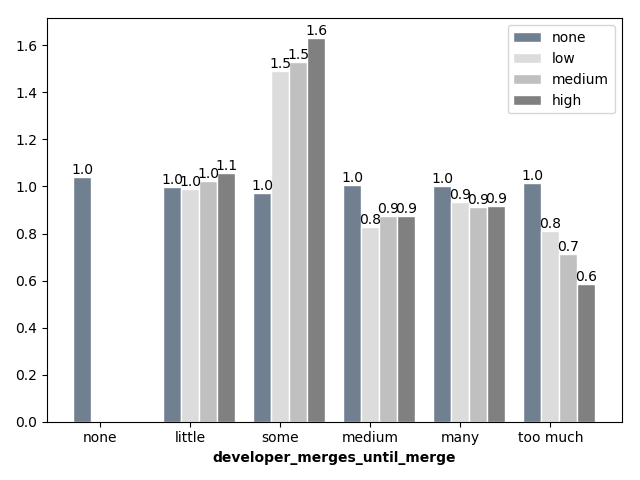 1.6
1.4
1.2
1.0
0.8
0.6
0.4
0.2
0.0
none
low
medium
high
1.0
1.0 1.0 1.0 1.1
1.0 1.5 1.5 1.6
1.0 0.8 0.9 0.9
1.0 0.9 0.9 0.9
1.0 0.8 0.7 0.6
none little some medium many too much
developer_merges_until_merge